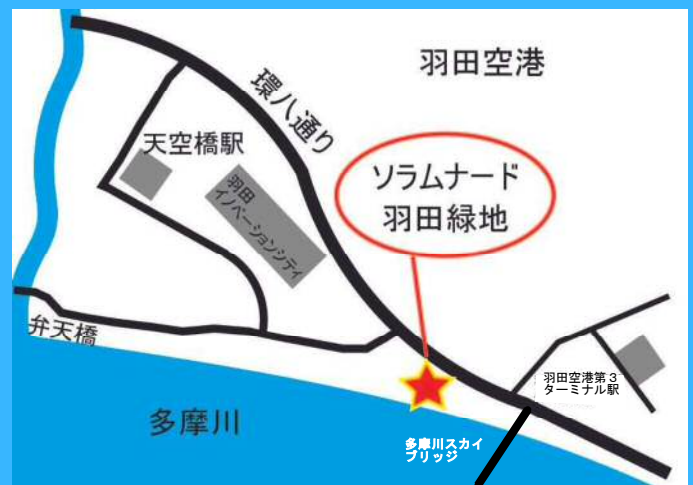 羽田空港
環八通り
天空橋駅
ソラムナード
羽田緑地
羽田
イノベーションシティ
弁天橋
羽田空港第3
ターミナル駅
多摩川
多摩川スカイ
ブリッジ